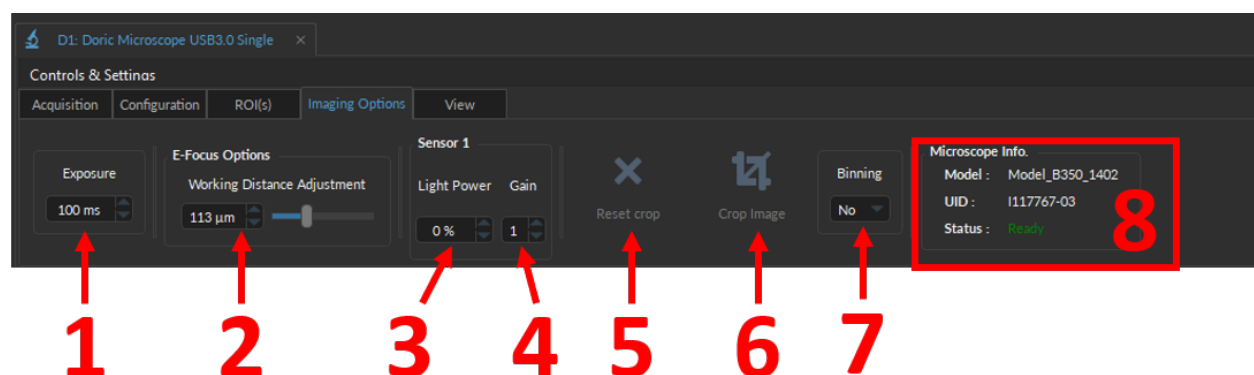 D1: Doric Microscope USB3.0 Single ×
Controls & Settings
Acquisition Configuration ROI(s) Imaging Options View
Exposure
100 ms
E-Focus Options
Working Distance Adjustment
113 µm
Sensor 1
Light Power Gain
0 % 1
Reset crop
Crop Image
Binning
No
Microscope Info.
Model : Model_B350_1402
UID : I117767-03
Status : Ready
8
1 2 3 4 5 6 7